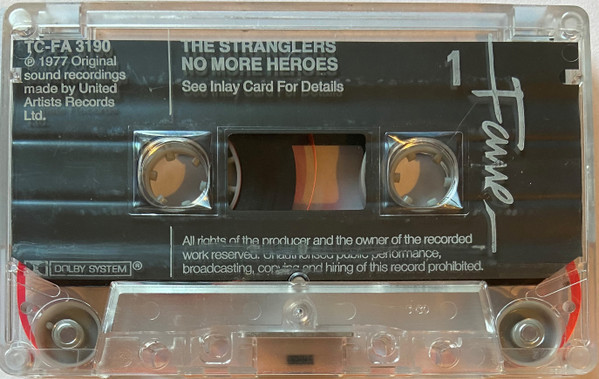 TC-FA 3190
℗ 1977 Original
sound recordings
made by United
Artists Records
Ltd.
THE STRANGLERS
NO MORE HEROES
See Inlay Card For Details
1
Fame
All rights of the producer and the owner of the recorded
work reserved. Unauthorised public performance,
broadcasting, copying and hiring of this record prohibited.
DOLBY SYSTEM®